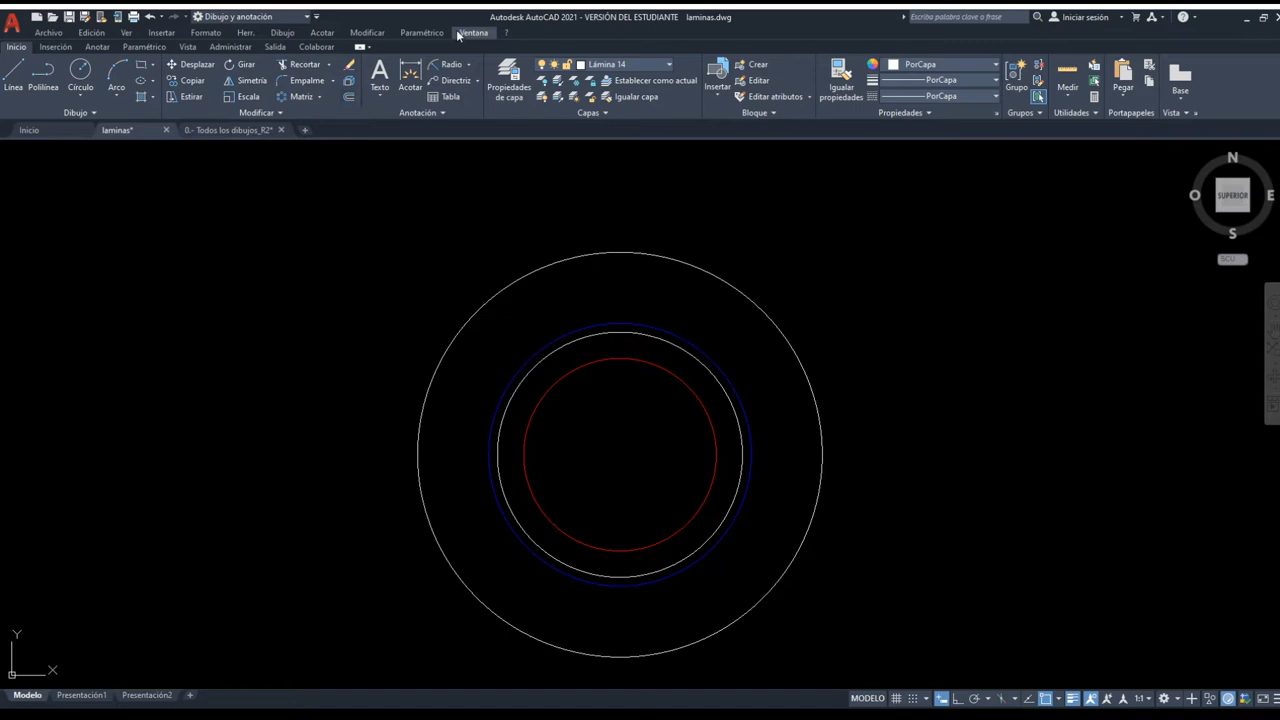 Dibujo y anotación
Autodesk AutoCAD 2021 - VERSIÓN DEL ESTUDIANTE laminas.dwg
Escriba palabra clave o frase
Iniciar sesión
Archivo Edición Ver Insertar Formato Herr. Dibujo Acotar Modificar Paramétrico Ventana ?
Inicio Inserción Anotar Paramétrico Vista Administrar Salida Colaborar
Línea Polilínea Círculo Arco
Desplazar Girar Recortar
Copiar Simetría Empalme
Estirar Escala Matriz
Texto Acotar
Radio
Directriz
Tabla
Propiedades de capa
Lámina 14
Establecer como actual
Igualar capa
Insertar
Crear
Editar
Editar atributos
Igualar propiedades
PorCapa
PorCapa
PorCapa
Grupo Medir Pegar Base
Dibujo Modificar Anotación Capas Bloque Propiedades Grupos Utilidades Portapapeles Vista
Inicio laminas* 0.- Todos los dibujos_R2* +
N
O SUPERIOR E
S
SCU
Y
X
Modelo Presentación1 Presentación2 +
MODELO 1:1